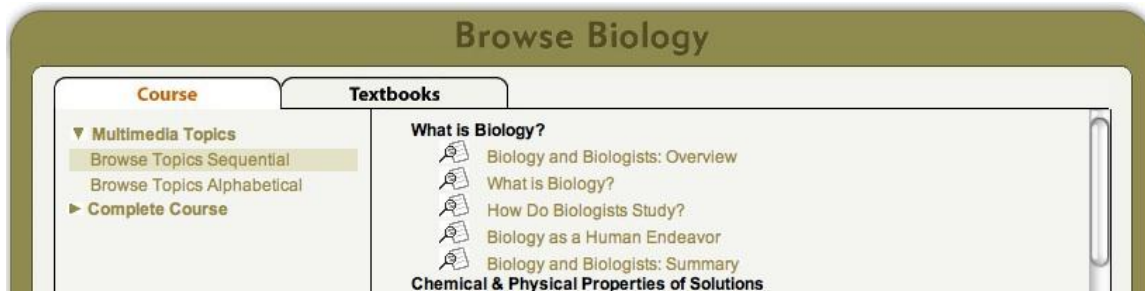 Browse Biology
Course
Textbooks
▼ Multimedia Topics
Browse Topics Sequential
Browse Topics Alphabetical
► Complete Course
What is Biology?
Biology and Biologists: Overview
What is Biology?
How Do Biologists Study?
Biology as a Human Endeavor
Biology and Biologists: Summary
Chemical & Physical Properties of Solutions